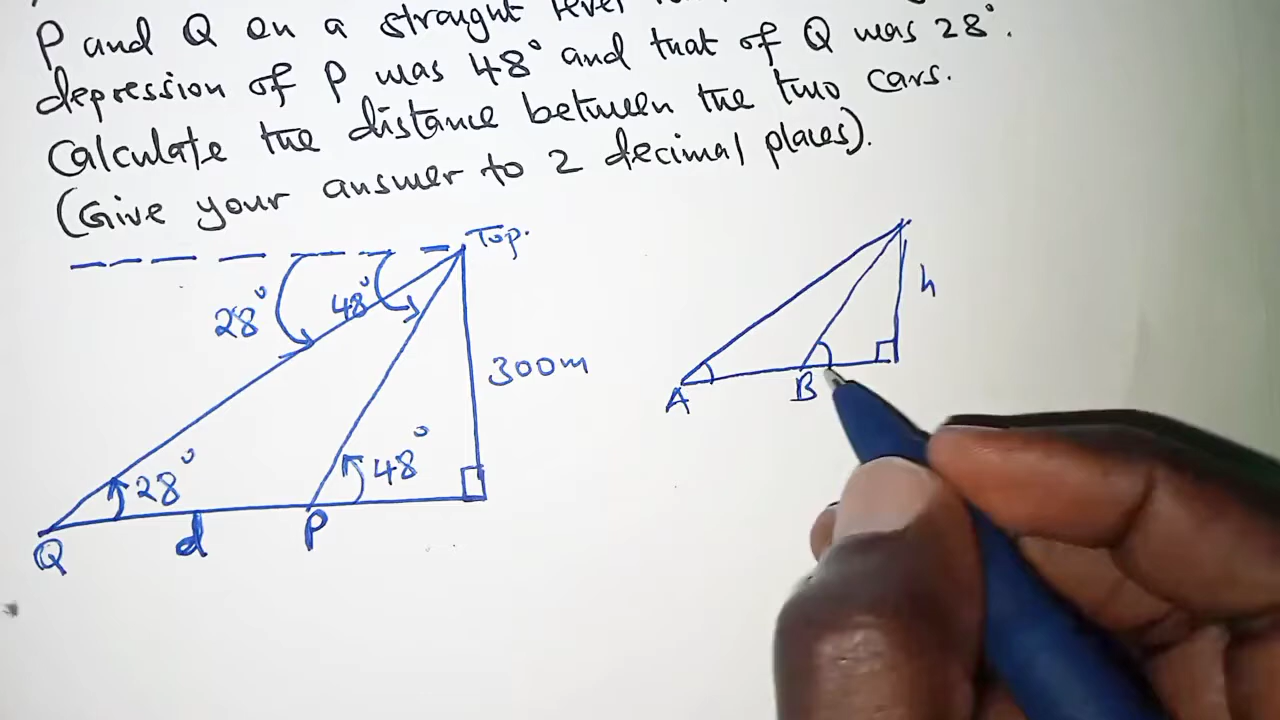 P and Q on a straight level
depression of P was 48° and that of Q was 28°.
Calculate the distance between the two cars.
(Give your answer to 2 decimal places).
Top.
28°
48°
300m
h
A
B
28°
48°
Q
d
P